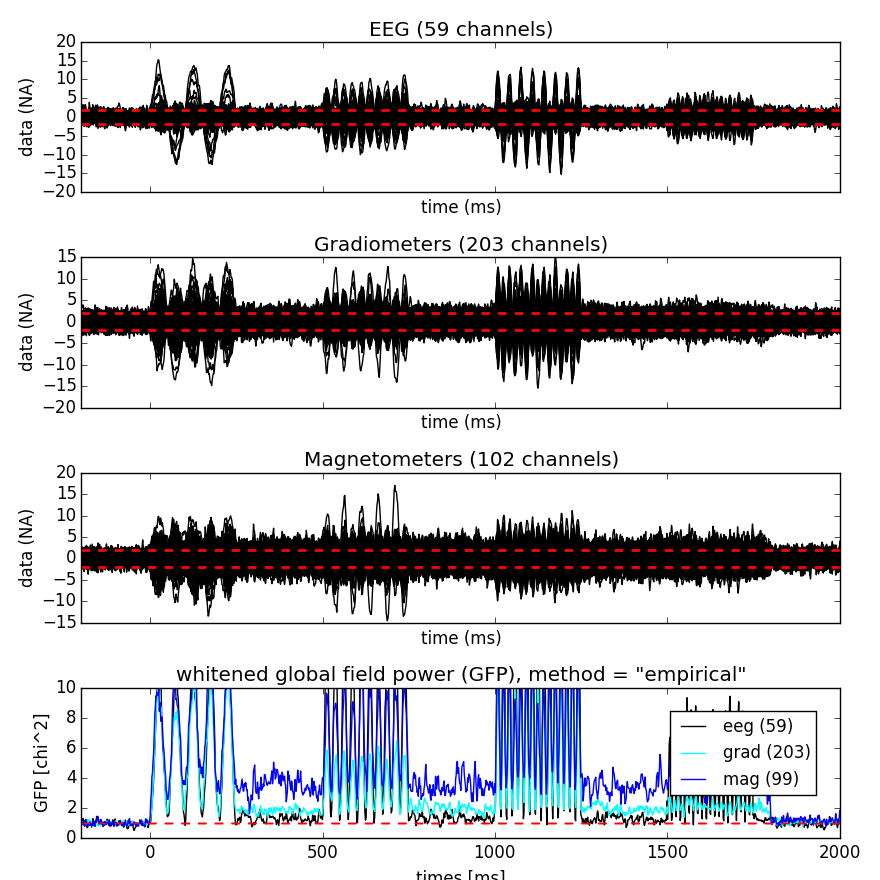 EEG (59 channels)
20
15
10
5
0
−5
−10
−15
−20
data (NA)
time (ms)
Gradiometers (203 channels)
15
10
5
0
−5
−10
−15
−20
data (NA)
time (ms)
Magnetometers (102 channels)
20
15
10
5
0
−5
−10
−15
data (NA)
time (ms)
whitened global field power (GFP), method = "empirical"
10
8
6
4
2
0
GFP [chi^2]
eeg (59)
grad (203)
mag (99)
0 500 1000 1500 2000
times [ms]